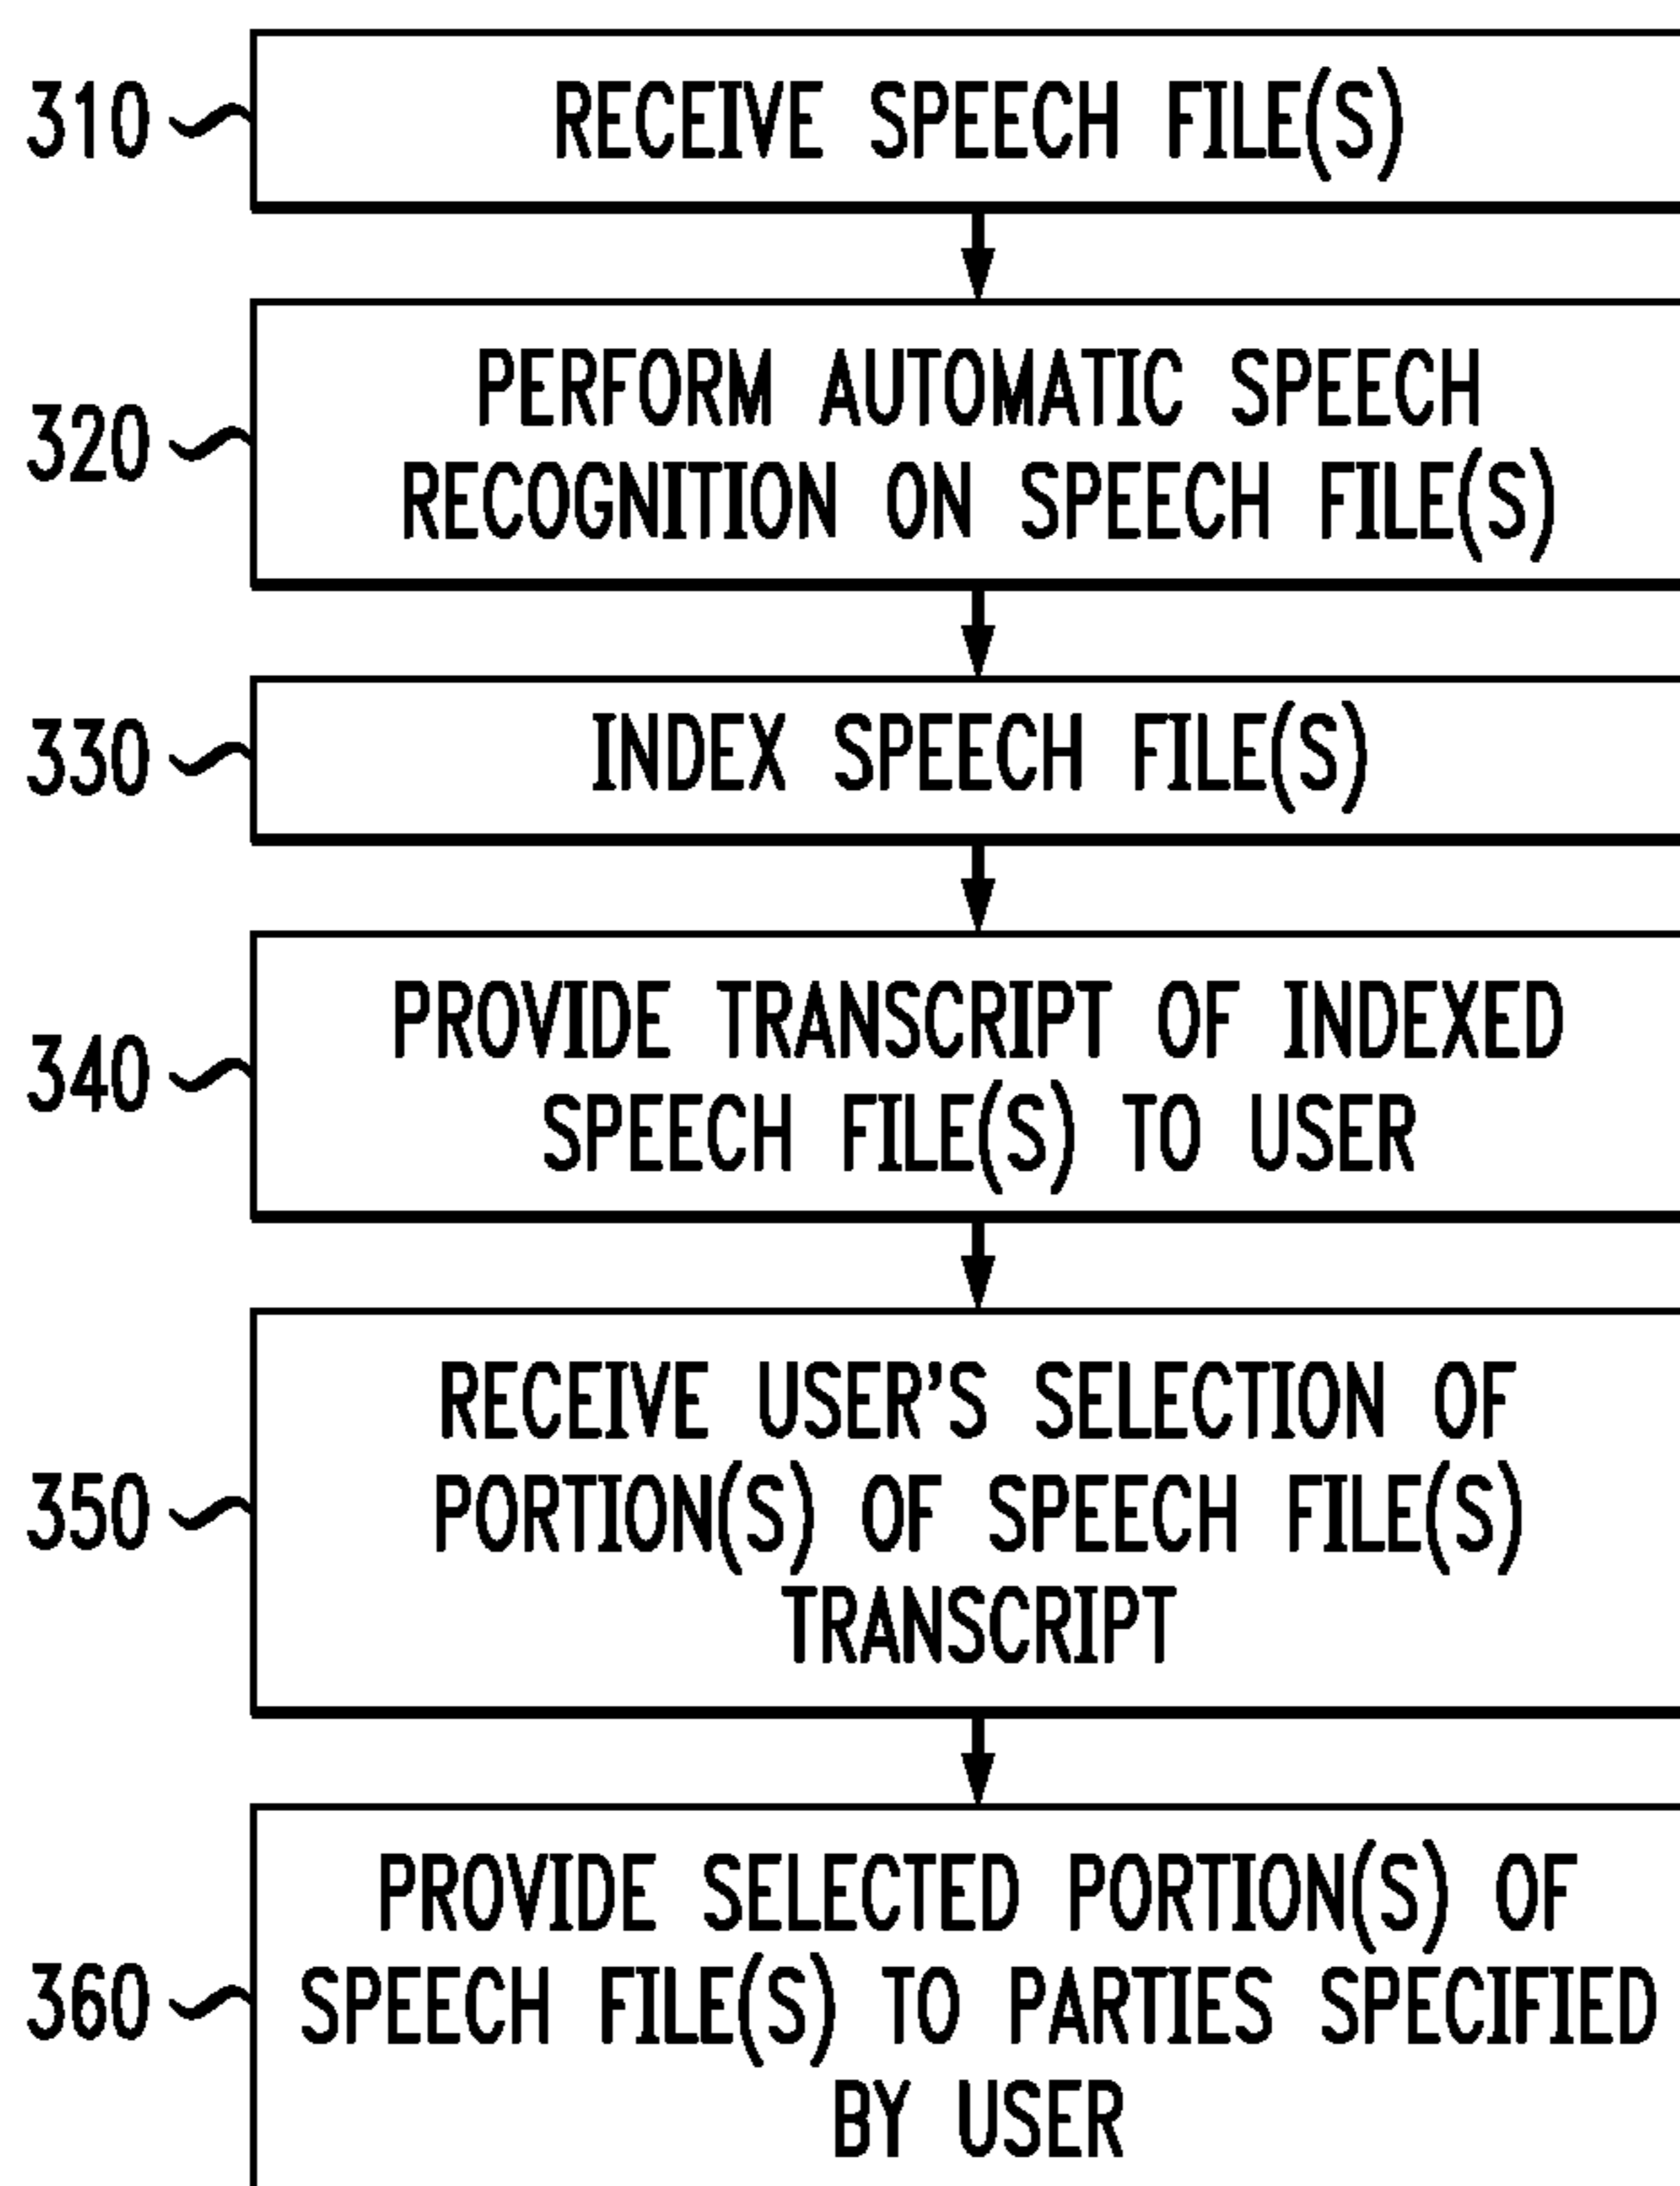 310
RECEIVE SPEECH FILE(S)
320
PERFORM AUTOMATIC SPEECH
RECOGNITION ON SPEECH FILE(S)
330
INDEX SPEECH FILE(S)
340
PROVIDE TRANSCRIPT OF INDEXED
SPEECH FILE(S) TO USER
350
RECEIVE USER'S SELECTION OF
PORTION(S) OF SPEECH FILE(S)
TRANSCRIPT
360
PROVIDE SELECTED PORTION(S) OF
SPEECH FILE(S) TO PARTIES SPECIFIED
BY USER